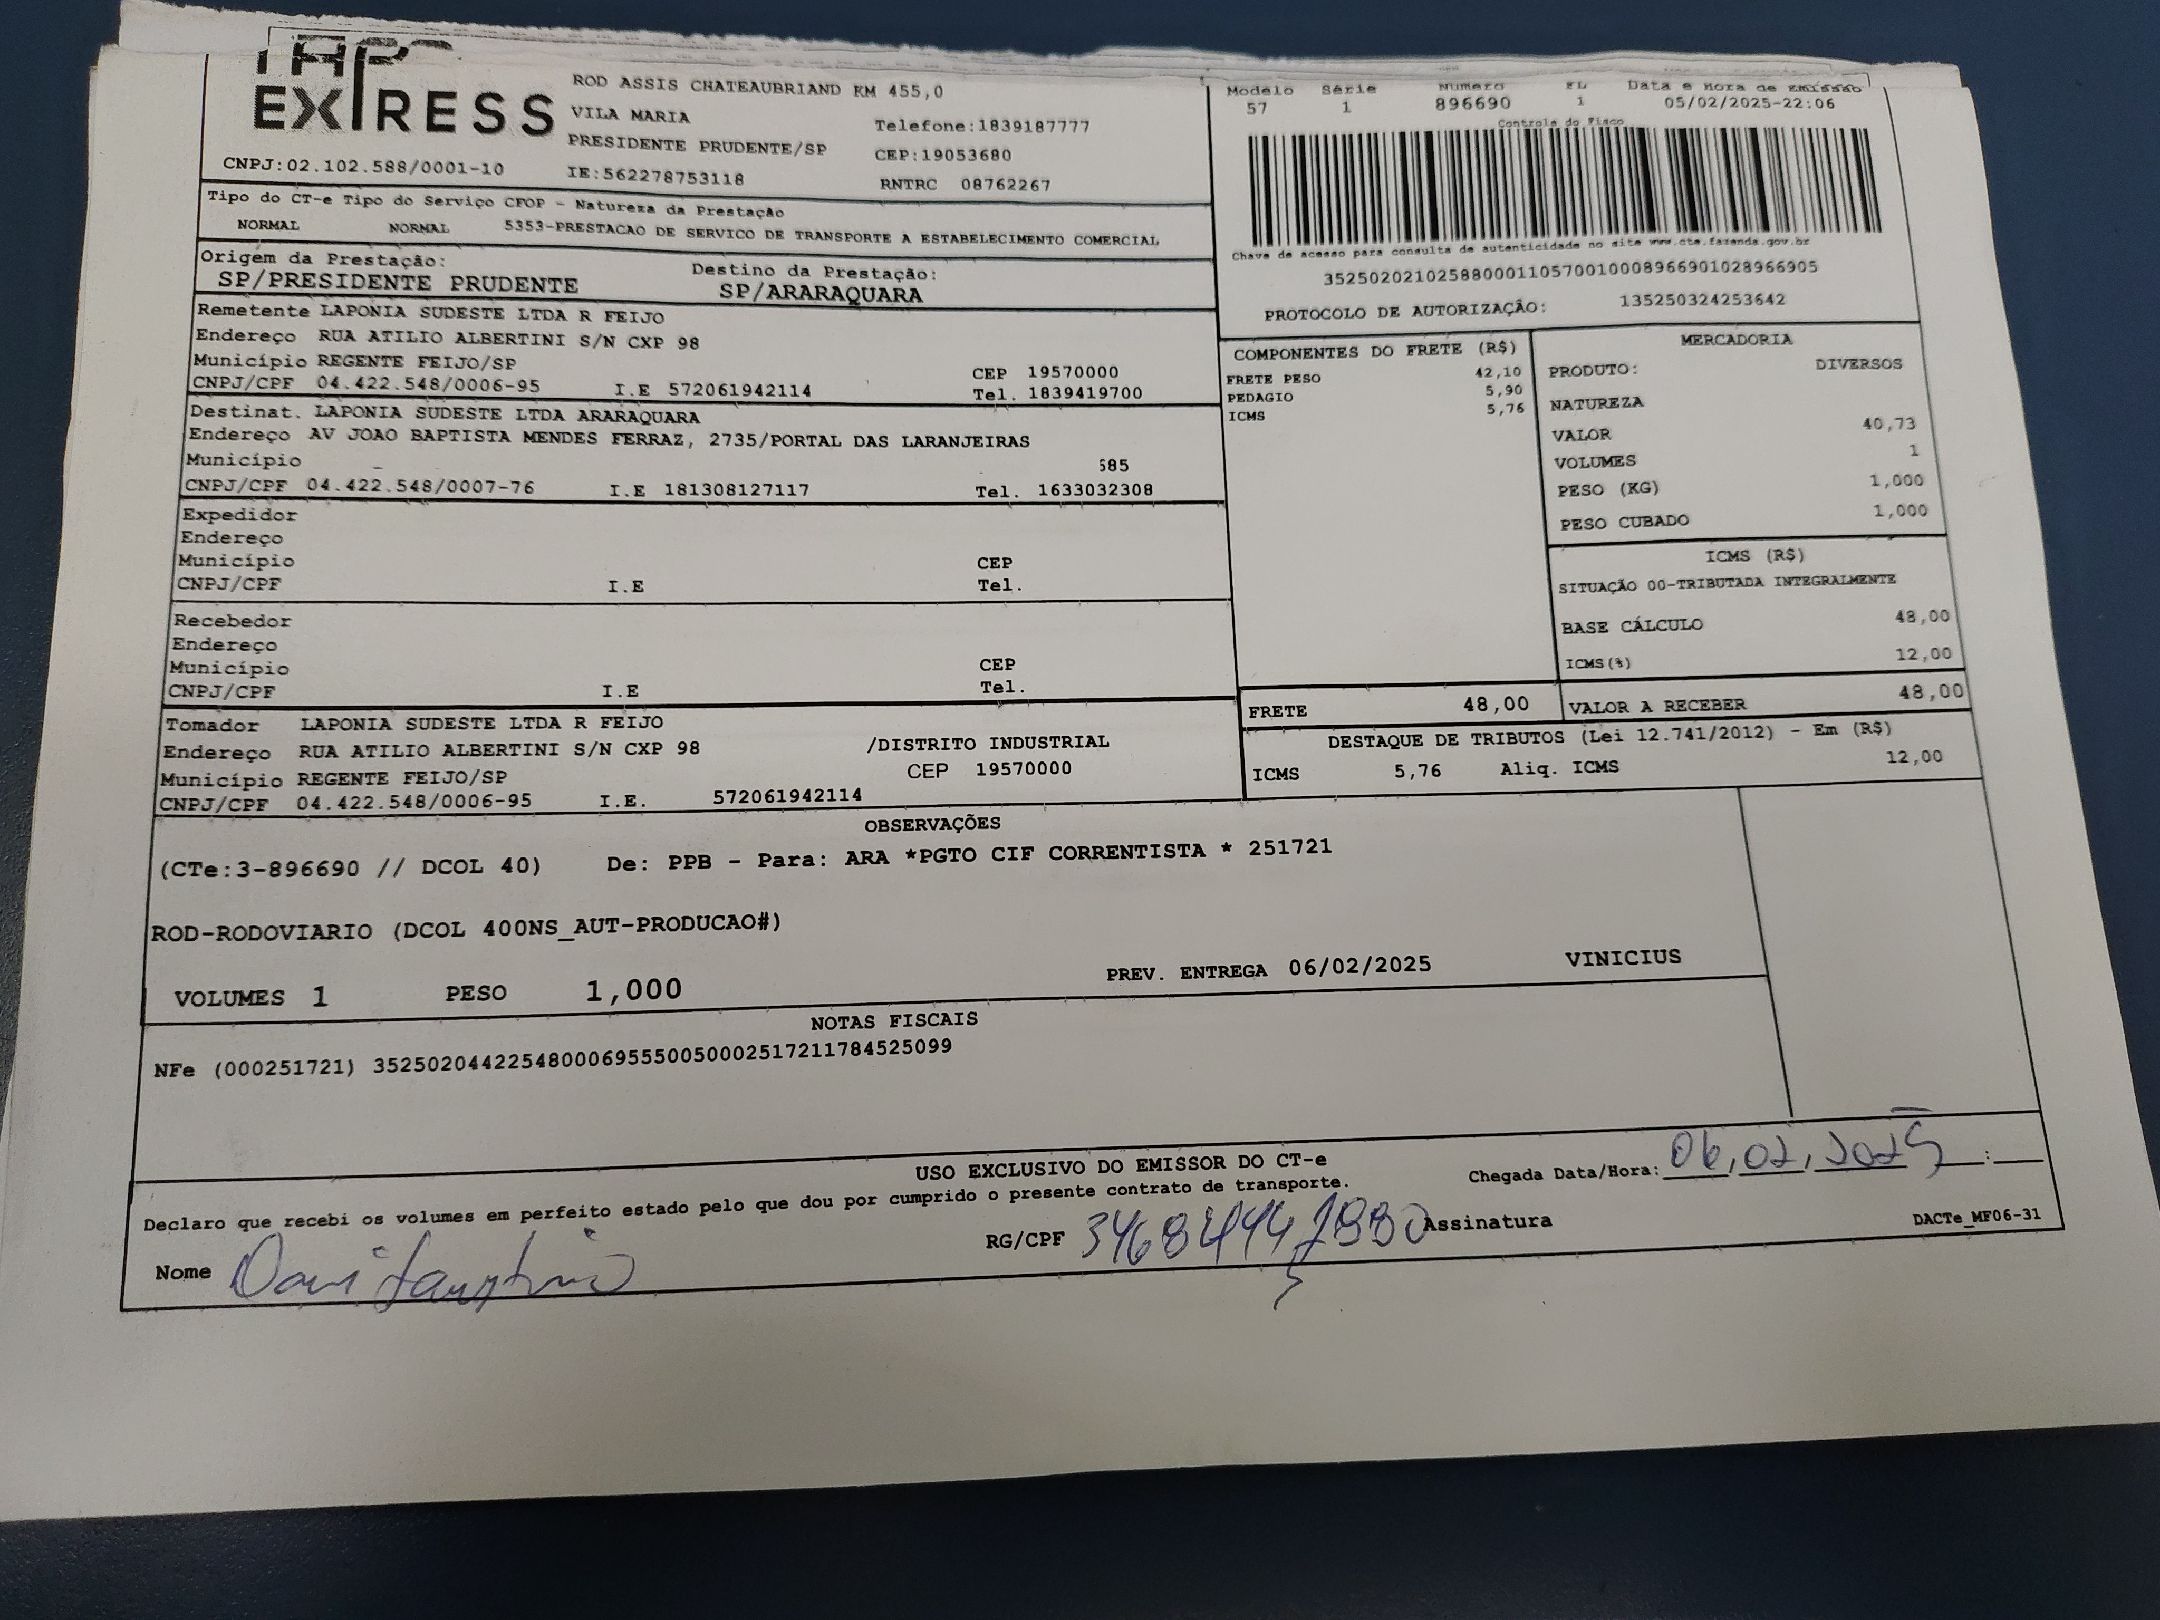 EXPRESS
ROD ASSIS CHATEAUBRIAND KM 455,0
VILA MARIA
Telefone:1839187777
PRESIDENTE PRUDENTE/SP
CEP:19053680
CNPJ:02.102.588/0001-10
IE:562278753118
RNTRC 08762267
Modelo Série Numero FL Data e Hora de Emissão
57 1 896690 1 05/02/2025-22:06
Controle do Fisco
Chave de acesso para consulta de autenticidade no site www.cte.fazenda.gov.br
35250202102588000110570010008966901028966905
PROTOCOLO DE AUTORIZAÇÃO: 135250324253642
Tipo do CT-e Tipo do Serviço CFOP - Natureza da Prestação
NORMAL NORMAL 5353-PRESTACAO DE SERVICO DE TRANSPORTE A ESTABELECIMENTO COMERCIAL
Origem da Prestação: Destino da Prestação:
SP/PRESIDENTE PRUDENTE SP/ARARAQUARA
Remetente LAPONIA SUDESTE LTDA R FEIJO
Endereço RUA ATILIO ALBERTINI S/N CXP 98
Município REGENTE FEIJO/SP CEP 19570000
CNPJ/CPF 04.422.548/0006-95 I.E 572061942114 Tel. 1839419700
Destinat. LAPONIA SUDESTE LTDA ARARAQUARA
Endereço AV JOAO BAPTISTA MENDES FERRAZ, 2735/PORTAL DAS LARANJEIRAS
Município 685
CNPJ/CPF 04.422.548/0007-76 I.E 181308127117 Tel. 1633032308
Expedidor
Endereço
Município CEP
CNPJ/CPF I.E Tel.
Recebedor
Endereço
Município CEP
CNPJ/CPF I.E Tel.
Tomador LAPONIA SUDESTE LTDA R FEIJO
Endereço RUA ATILIO ALBERTINI S/N CXP 98 /DISTRITO INDUSTRIAL
Município REGENTE FEIJO/SP CEP 19570000
CNPJ/CPF 04.422.548/0006-95 I.E. 572061942114
COMPONENTES DO FRETE (R$)
FRETE PESO 42,10
PEDAGIO 5,90
ICMS 5,76
MERCADORIA
PRODUTO: DIVERSOS
NATUREZA
VALOR 40,73
VOLUMES 1
PESO (KG) 1,000
PESO CUBADO 1,000
ICMS (R$)
SITUAÇÃO 00-TRIBUTADA INTEGRALMENTE
BASE CÁLCULO 48,00
ICMS(%) 12,00
FRETE 48,00 VALOR A RECEBER 48,00
DESTAQUE DE TRIBUTOS (Lei 12.741/2012) - Em (R$)
ICMS 5,76 Aliq. ICMS 12,00
OBSERVAÇÕES
(CTe:3-896690 // DCOL 40) De: PPB - Para: ARA *PGTO CIF CORRENTISTA * 251721
ROD-RODOVIARIO (DCOL 400NS_AUT-PRODUCAO#)
VOLUMES 1 PESO 1,000 PREV. ENTREGA 06/02/2025 VINICIUS
NOTAS FISCAIS
NFe (000251721) 35250204422548000695550050002517211784525099
USO EXCLUSIVO DO EMISSOR DO CT-e
Chegada Data/Hora: 06,02,2025 :
Declaro que recebi os volumes em perfeito estado pelo que dou por cumprido o presente contrato de transporte.
Nome Davi faustino RG/CPF Assinatura DACTe_MF06-31